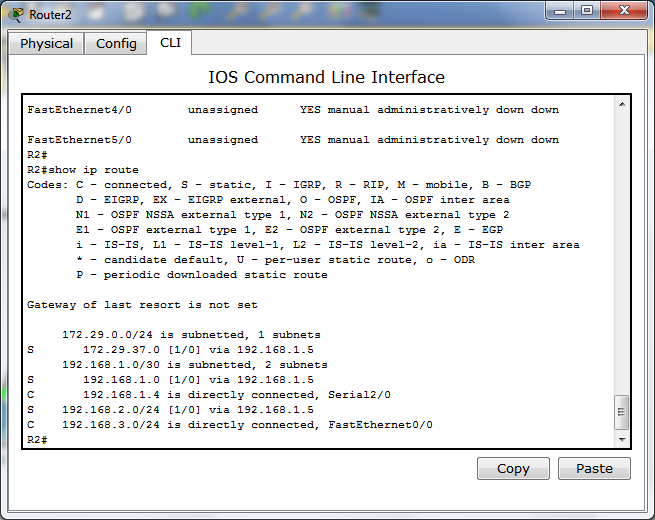 Router2
Physical Config CLI
IOS Command Line Interface
FastEthernet4/0        unassigned      YES manual administratively down down
FastEthernet5/0        unassigned      YES manual administratively down down
R2#
R2#show ip route
Codes: C - connected, S - static, I - IGRP, R - RIP, M - mobile, B - BGP
       D - EIGRP, EX - EIGRP external, O - OSPF, IA - OSPF inter area
       N1 - OSPF NSSA external type 1, N2 - OSPF NSSA external type 2
       E1 - OSPF external type 1, E2 - OSPF external type 2, E - EGP
       i - IS-IS, L1 - IS-IS level-1, L2 - IS-IS level-2, ia - IS-IS inter area
       * - candidate default, U - per-user static route, o - ODR
       P - periodic downloaded static route
Gateway of last resort is not set
     172.29.0.0/24 is subnetted, 1 subnets
S       172.29.37.0 [1/0] via 192.168.1.5
     192.168.1.0/30 is subnetted, 2 subnets
S       192.168.1.0 [1/0] via 192.168.1.5
C       192.168.1.4 is directly connected, Serial2/0
S    192.168.2.0/24 [1/0] via 192.168.1.5
C    192.168.3.0/24 is directly connected, FastEthernet0/0
R2#
Copy Paste